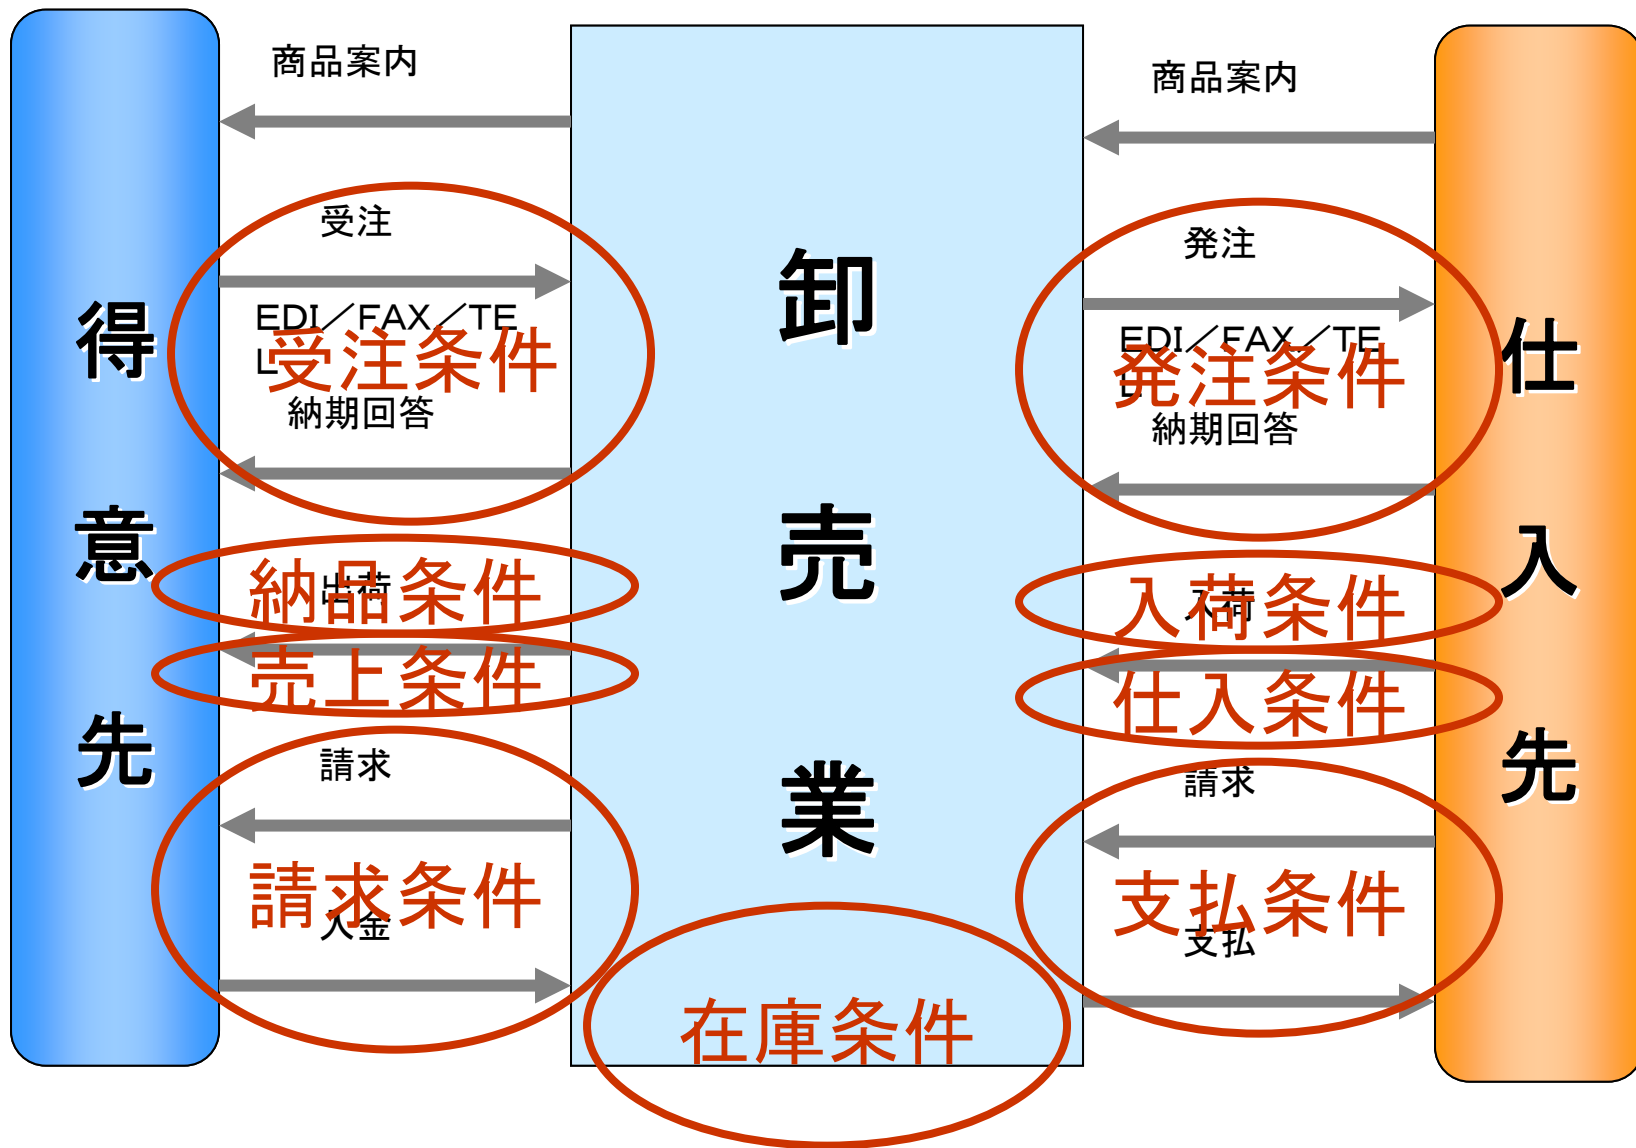 得意先
商品案内
受注
EDI／FAX／TE
L
受注条件
納期回答
納品条件
出荷
売上条件
請求
請求条件
入金
卸売業
在庫条件
商品案内
発注
EDI／FAX／TE
L
発注条件
納期回答
入荷条件
入荷
仕入条件
請求
支払条件
支払
仕入先